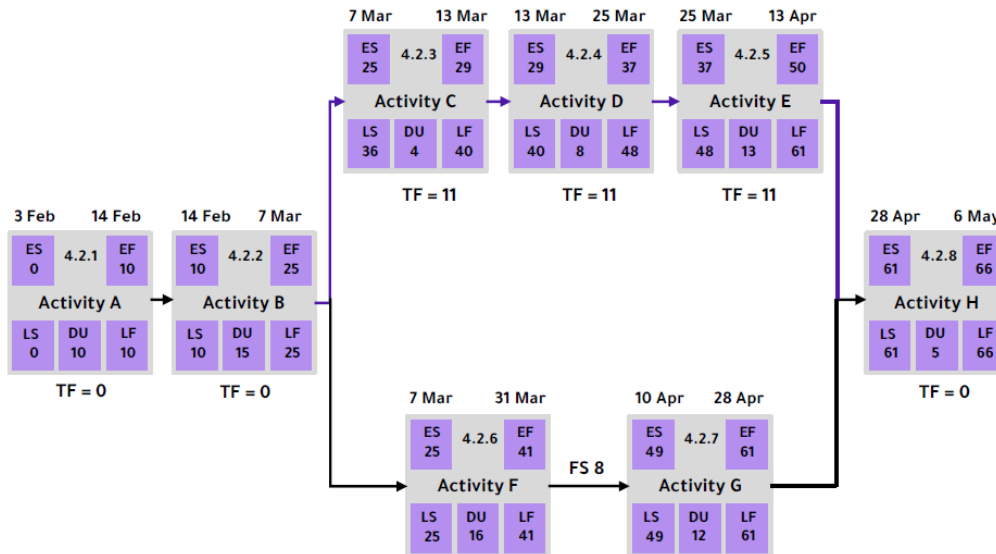 7 Mar 13 Mar 13 Mar 25 Mar 25 Mar 13 Apr
ES 25 4.2.3 EF 29
Activity C
LS 36 DU 4 LF 40
TF = 11
ES 29 4.2.4 EF 37
Activity D
LS 40 DU 8 LF 48
TF = 11
ES 37 4.2.5 EF 50
Activity E
LS 48 DU 13 LF 61
TF = 11
3 Feb 14 Feb
ES 0 4.2.1 EF 10
Activity A
LS 0 DU 10 LF 10
TF = 0
14 Feb 7 Mar
ES 10 4.2.2 EF 25
Activity B
LS 10 DU 15 LF 25
TF = 0
28 Apr 6 May
ES 61 4.2.8 EF 66
Activity H
LS 61 DU 5 LF 66
TF = 0
7 Mar 31 Mar
ES 25 4.2.6 EF 41
Activity F
LS 25 DU 16 LF 41
FS 8
10 Apr 28 Apr
ES 49 4.2.7 EF 61
Activity G
LS 49 DU 12 LF 61